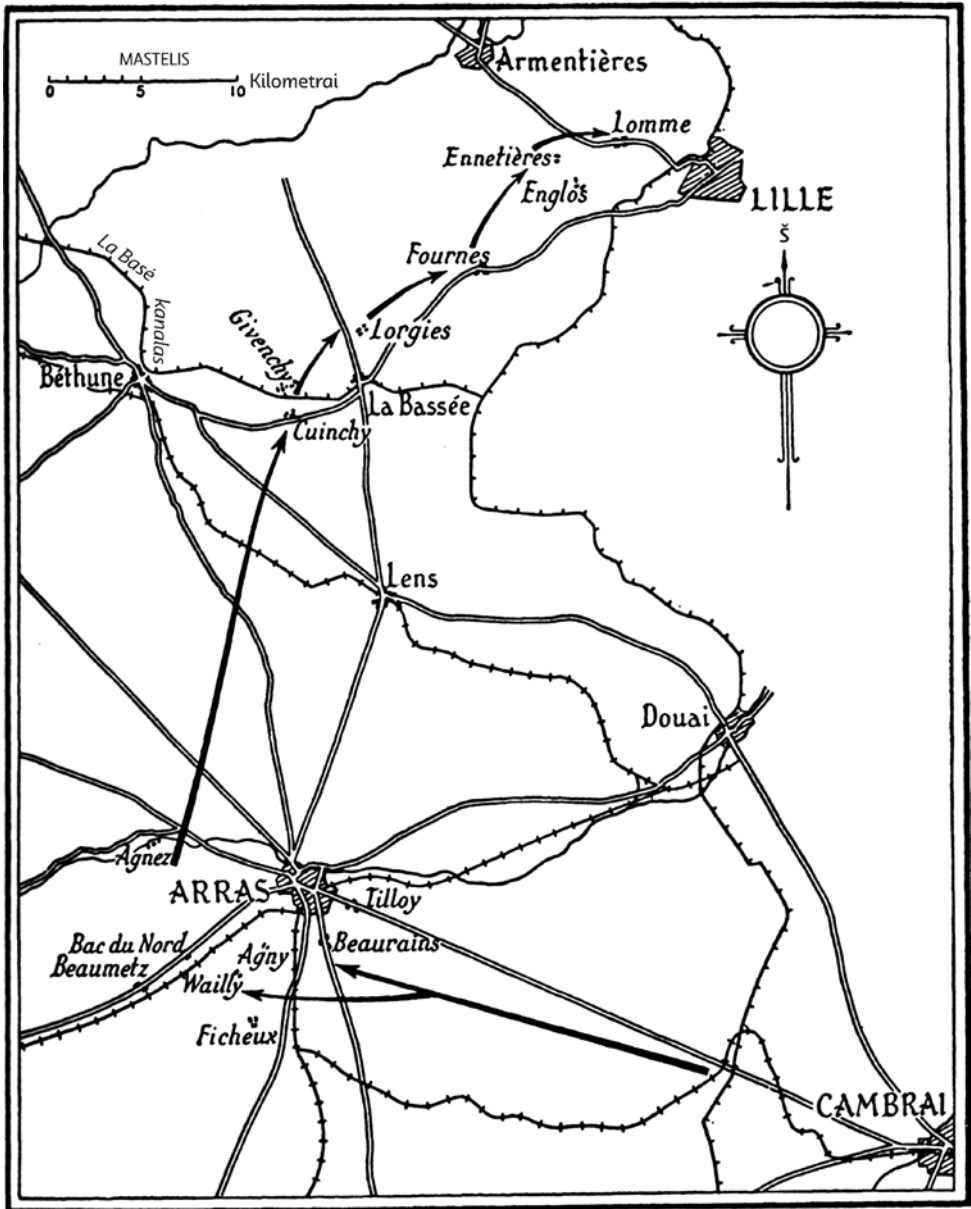 Armentières
MASTELIS
0 5 10 Kilometrai
Lomme
Ennetières
Englos
LILLE
Š
La Basé
kanalas
Fournes
Givenchy
Lorgies
Béthune
La Bassée
Cuinchy
Lens
Douai
Agnez
ARRAS
Tilloy
Bac du Nord
Beaumetz
Agny
Beaurains
Wailly
Ficheux
CAMBRAI